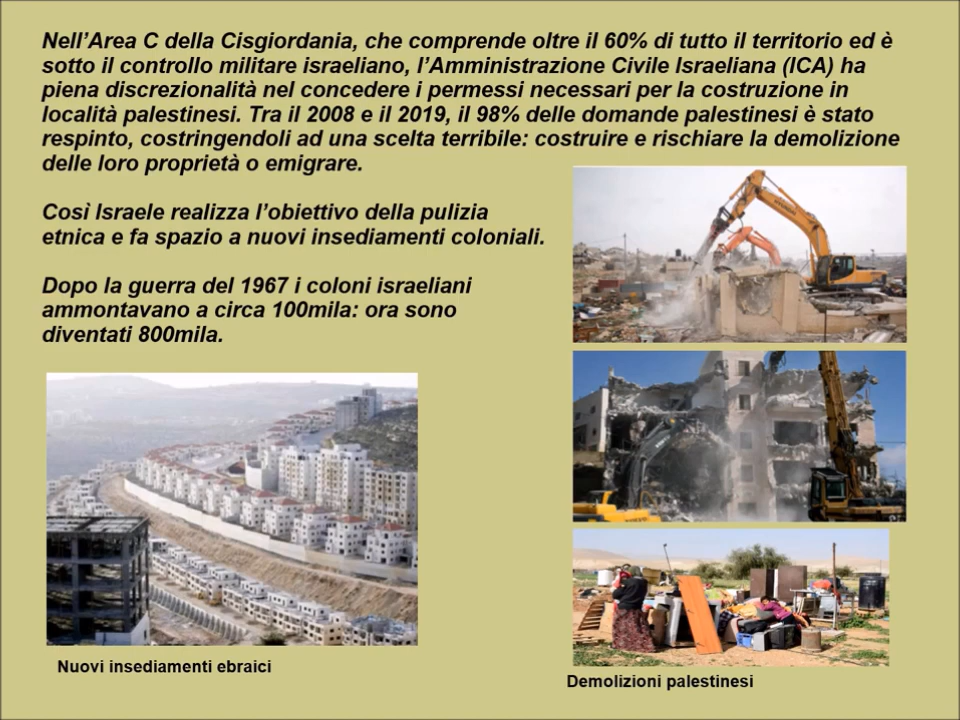 Nell'Area C della Cisgiordania, che comprende oltre il 60% di tutto il territorio ed è
sotto il controllo militare israeliano, l'Amministrazione Civile Israeliana (ICA) ha
piena discrezionalità nel concedere i permessi necessari per la costruzione in
località palestinesi. Tra il 2008 e il 2019, il 98% delle domande palestinesi è stato
respinto, costringendoli ad una scelta terribile: costruire e rischiare la demolizione
delle loro proprietà o emigrare.
Così Israele realizza l'obiettivo della pulizia
etnica e fa spazio a nuovi insediamenti coloniali.
Dopo la guerra del 1967 i coloni israeliani
ammontavano a circa 100mila: ora sono
diventati 800mila.
Nuovi insediamenti ebraici
Demolizioni palestinesi